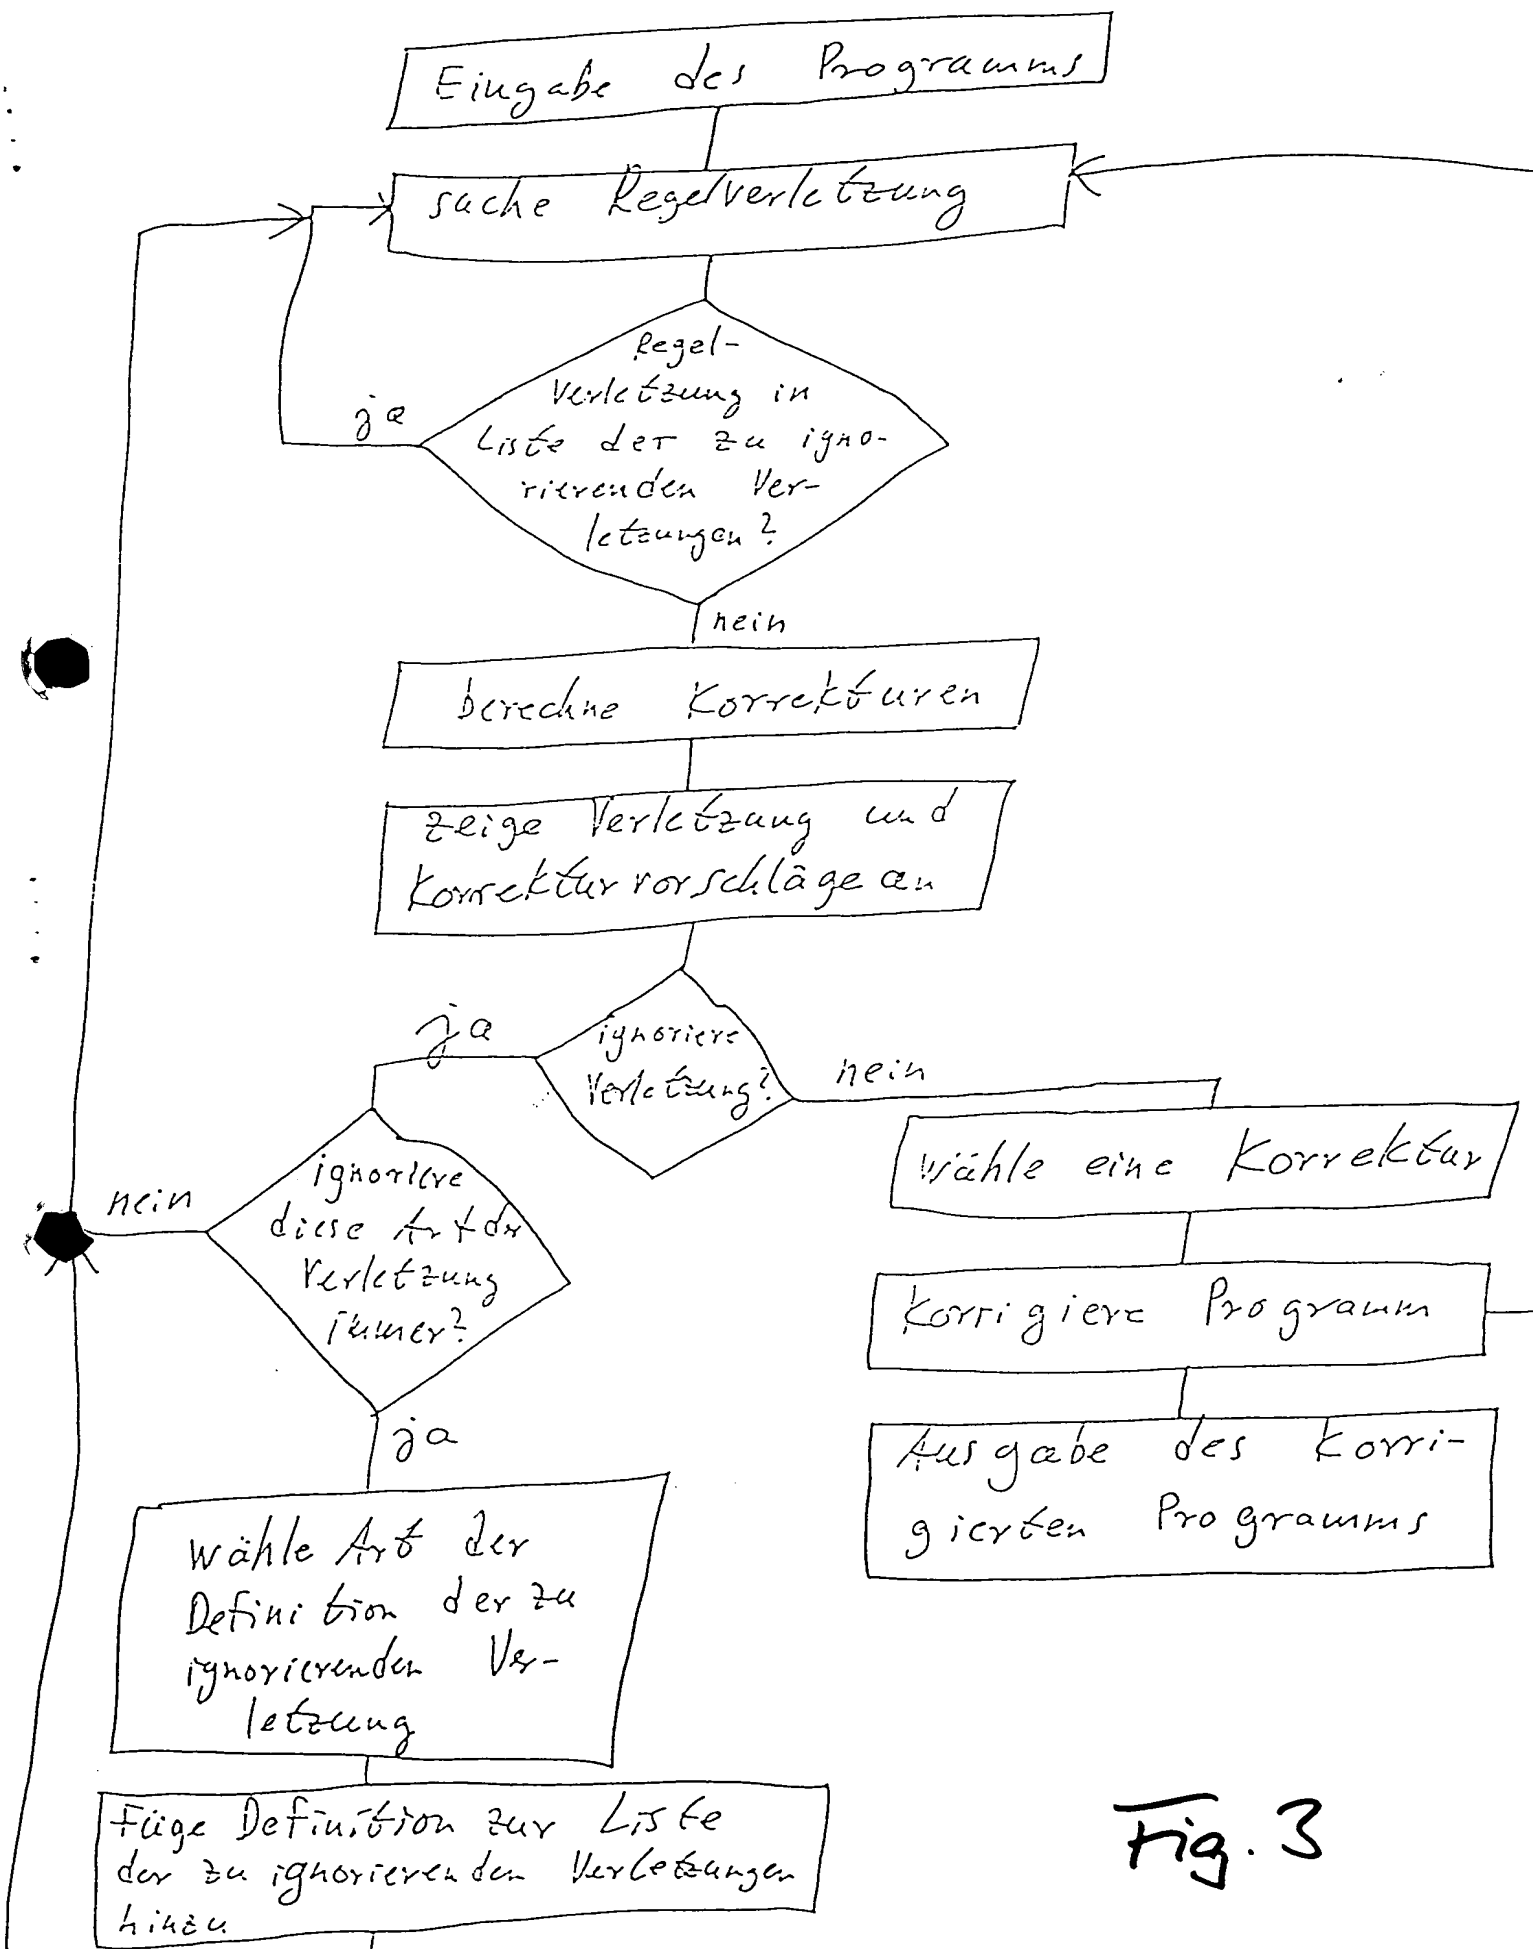 Eingabe des Programms
suche Regelverletzung
Regel-
verletzung in
Liste der zu igno-
rierenden Ver-
letzungen?
ja
nein
berechne Korrekturen
zeige Verletzung und
Korrekturvorschläge an
ignoriere
Verletzung?
ja
nein
ignoriere
diese Art der
Verletzung
immer?
nein
ja
wähle eine Korrektur
Korrigiere Programm
Ausgabe des Korri-
gierten Programms
wähle Art der
Definition der zu
ignorierenden Ver-
letzung
Füge Definition zur Liste
der zu ignorierenden Verletzungen
hinzu
Fig. 3